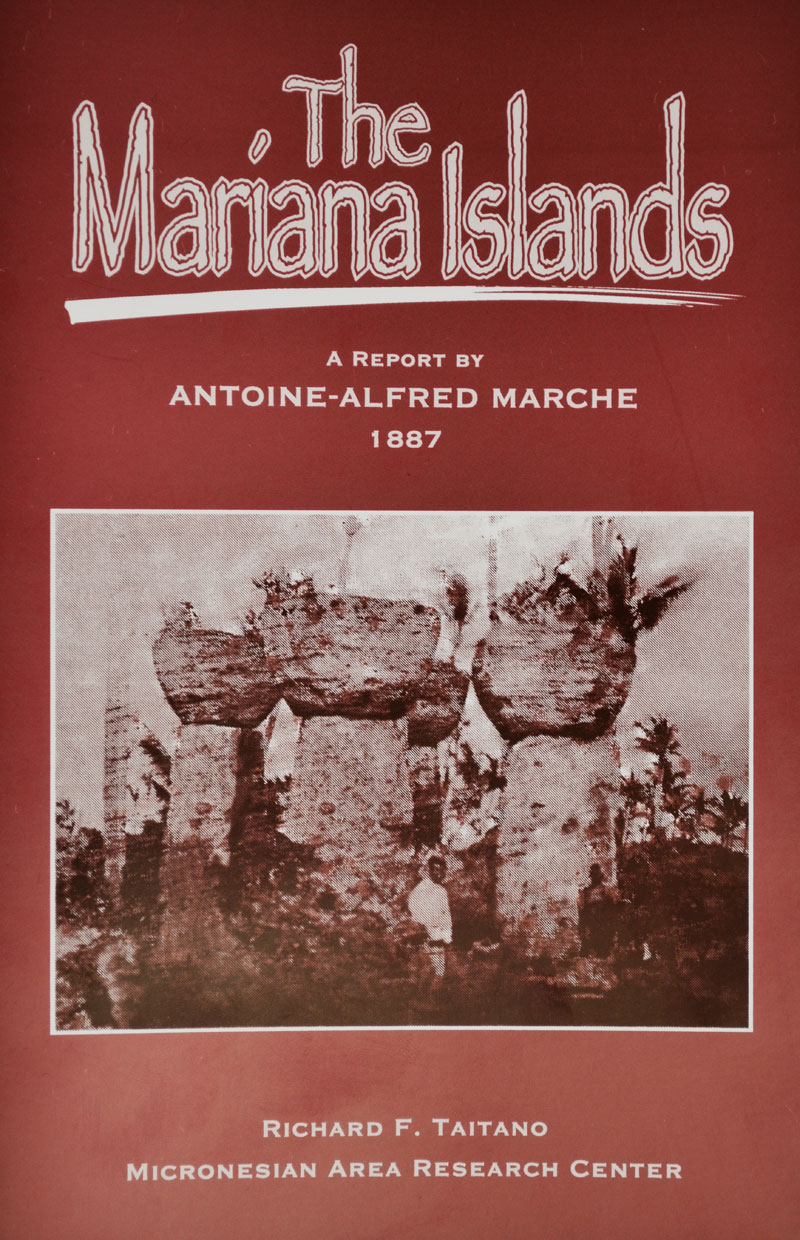 The
Mariana Islands
A REPORT BY
ANTOINE-ALFRED MARCHE
1887
RICHARD F. TAITANO
MICRONESIAN AREA RESEARCH CENTER